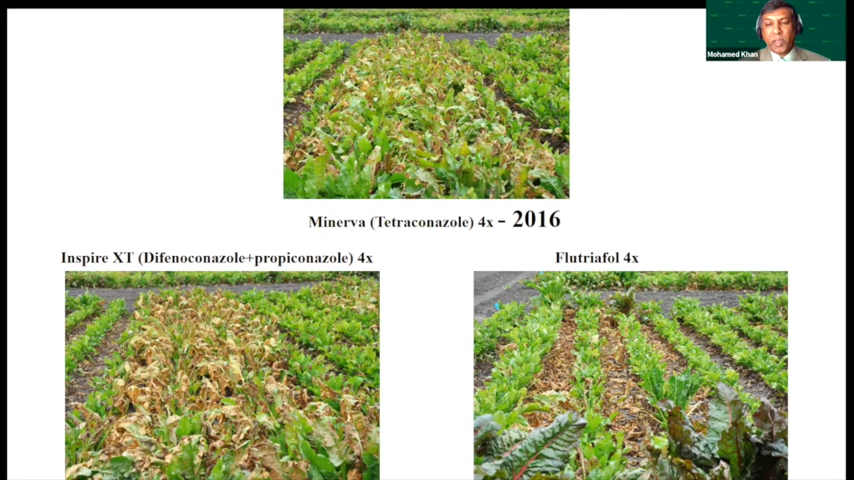 Mohamed Khan
Minerva (Tetraconazole) 4x - 2016
Inspire XT (Difenoconazole+propiconazole) 4x
Flutriafol 4x